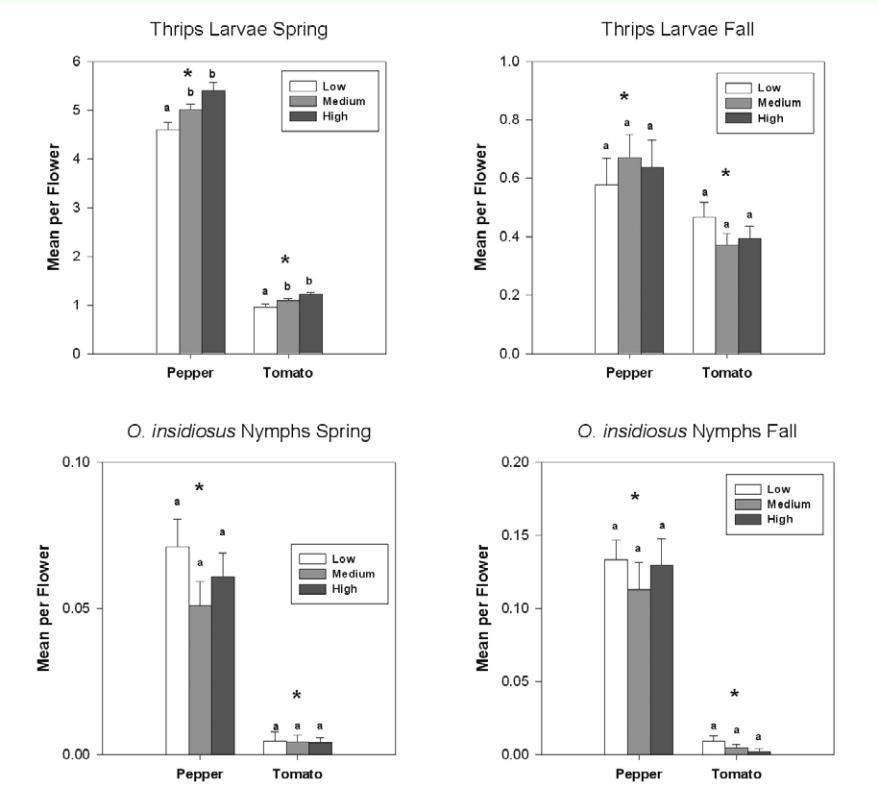 Thrips Larvae Spring
Mean per Flower
6
5
4
3
2
1
0
a
*
b
b
a
*
b
b
Low
Medium
High
Pepper Tomato
Thrips Larvae Fall
Mean per Flower
1.0
0.8
0.6
0.4
0.2
0.0
a
*
a
a
a
*
a
a
Low
Medium
High
Pepper Tomato
O. insidiosus Nymphs Spring
Mean per Flower
0.10
0.05
0.00
a
*
a
a
*
a a a
Low
Medium
High
Pepper Tomato
O. insidiosus Nymphs Fall
Mean per Flower
0.20
0.15
0.10
0.05
0.00
*
a a a
*
a
a
a
Low
Medium
High
Pepper Tomato